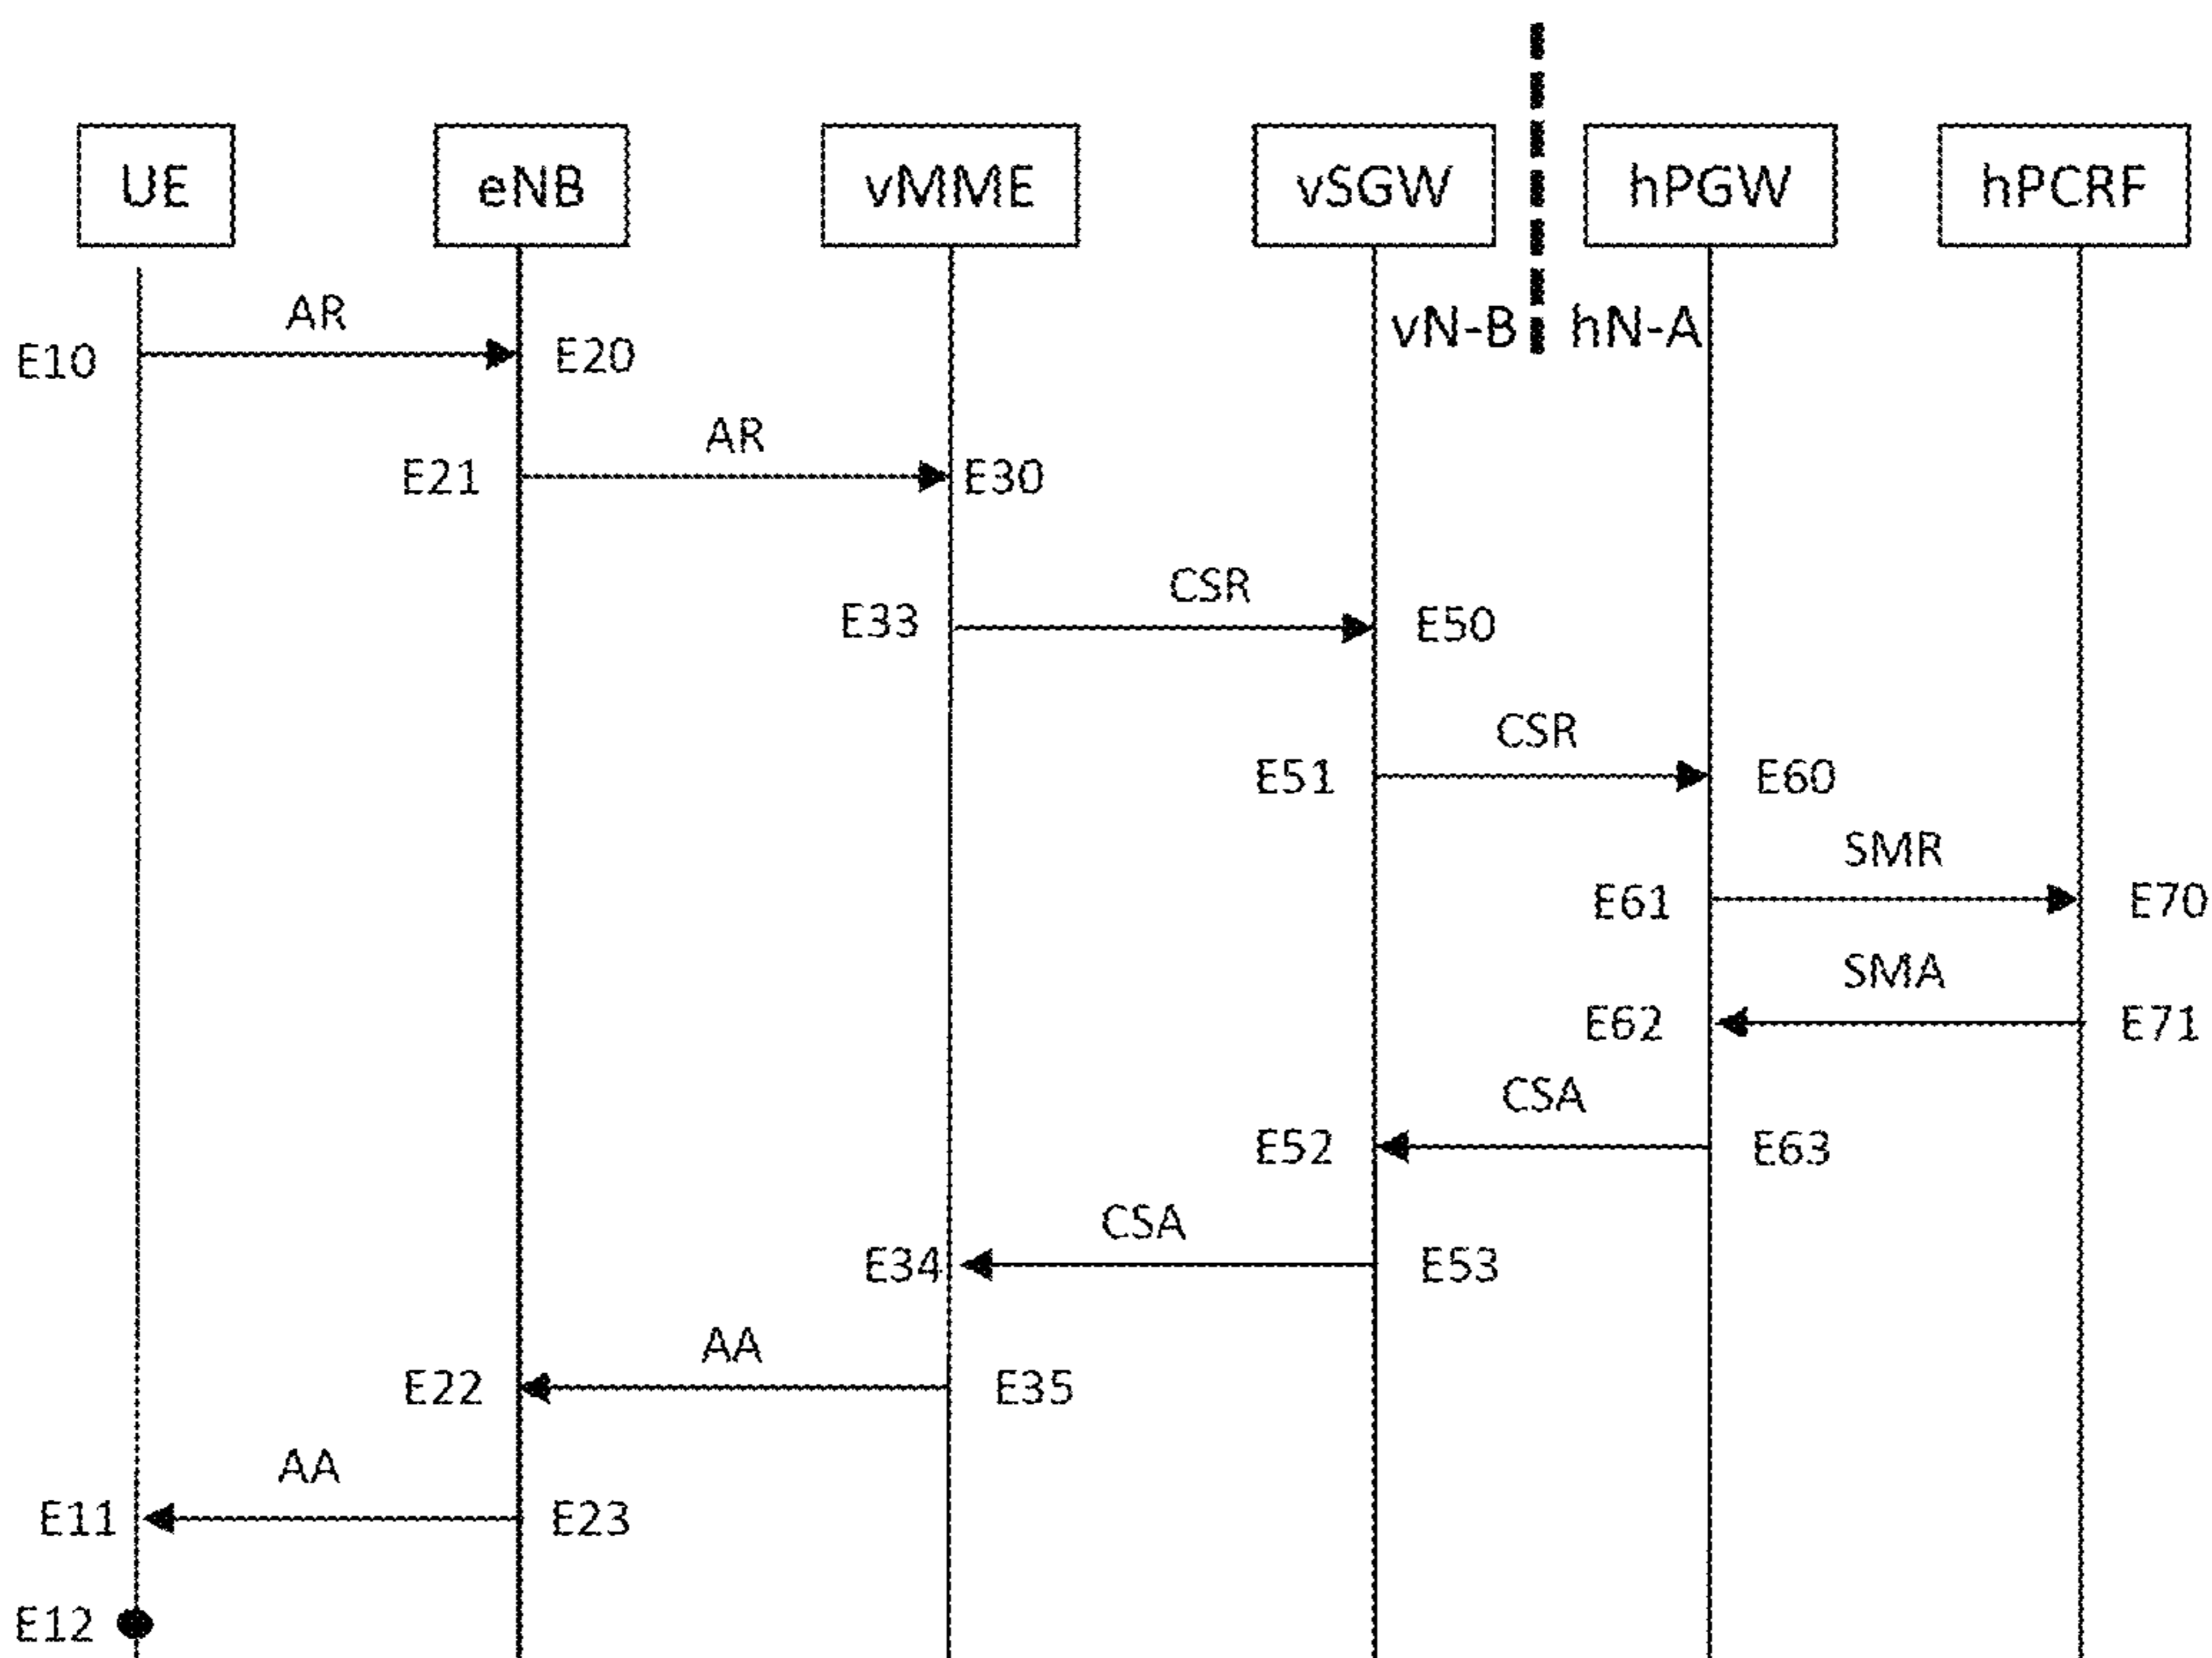 UE eNB vMME vSGW hPGW hPCRF
vN-B hN-A
AR
E10 E20
AR
E21 E30
CSR
E33 E50
CSR
E51 E60
SMR
E61 E70
SMA
E62 E71
CSA
E52 E63
CSA
E34 E53
AA
E22 E35
AA
E11 E23
E12